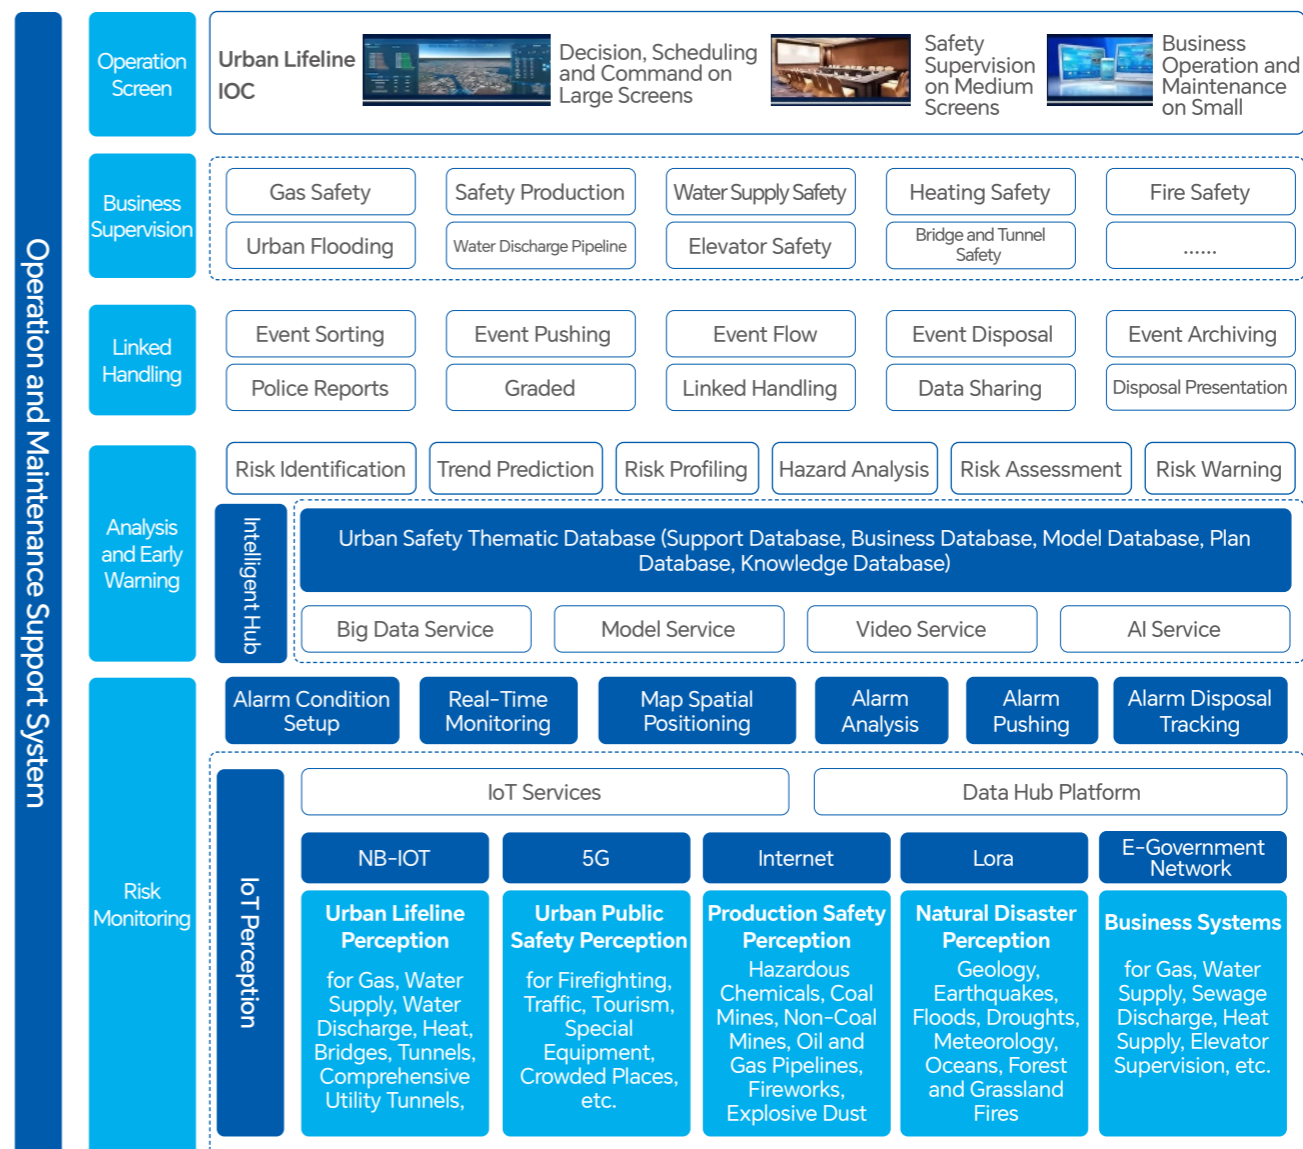 Operation and Maintenance Support System
Operation
Screen
Urban Lifeline
IOC
Decision, Scheduling
and Command on
Large Screens
Safety
Supervision
on Medium
Screens
Business
Operation and
Maintenance
on Small
Business
Supervision
Gas Safety
Safety Production
Water Supply Safety
Heating Safety
Fire Safety
Urban Flooding
Water Discharge Pipeline
Elevator Safety
Bridge and Tunnel
Safety
......
Linked
Handling
Event Sorting
Event Pushing
Event Flow
Event Disposal
Event Archiving
Police Reports
Graded
Linked Handling
Data Sharing
Disposal Presentation
Analysis
and Early
Warning
Risk Identification
Trend Prediction
Risk Profiling
Hazard Analysis
Risk Assessment
Risk Warning
Intelligent Hub
Urban Safety Thematic Database (Support Database, Business Database, Model Database, Plan
Database, Knowledge Database)
Big Data Service
Model Service
Video Service
AI Service
Risk
Monitoring
Alarm Condition
Setup
Real-Time
Monitoring
Map Spatial
Positioning
Alarm
Analysis
Alarm
Pushing
Alarm Disposal
Tracking
IoT Perception
IoT Services
Data Hub Platform
NB-IOT
5G
Internet
Lora
E-Government
Network
Urban Lifeline
Perception
for Gas, Water
Supply, Water
Discharge, Heat,
Bridges, Tunnels,
Comprehensive
Utility Tunnels,
Urban Public
Safety Perception
for Firefighting,
Traffic, Tourism,
Special
Equipment,
Crowded Places,
etc.
Production Safety
Perception
Hazardous
Chemicals, Coal
Mines, Non-Coal
Mines, Oil and
Gas Pipelines,
Fireworks,
Explosive Dust
Natural Disaster
Perception
Geology,
Earthquakes,
Floods, Droughts,
Meteorology,
Oceans, Forest
and Grassland
Fires
Business Systems
for Gas, Water
Supply, Sewage
Discharge, Heat
Supply, Elevator
Supervision, etc.